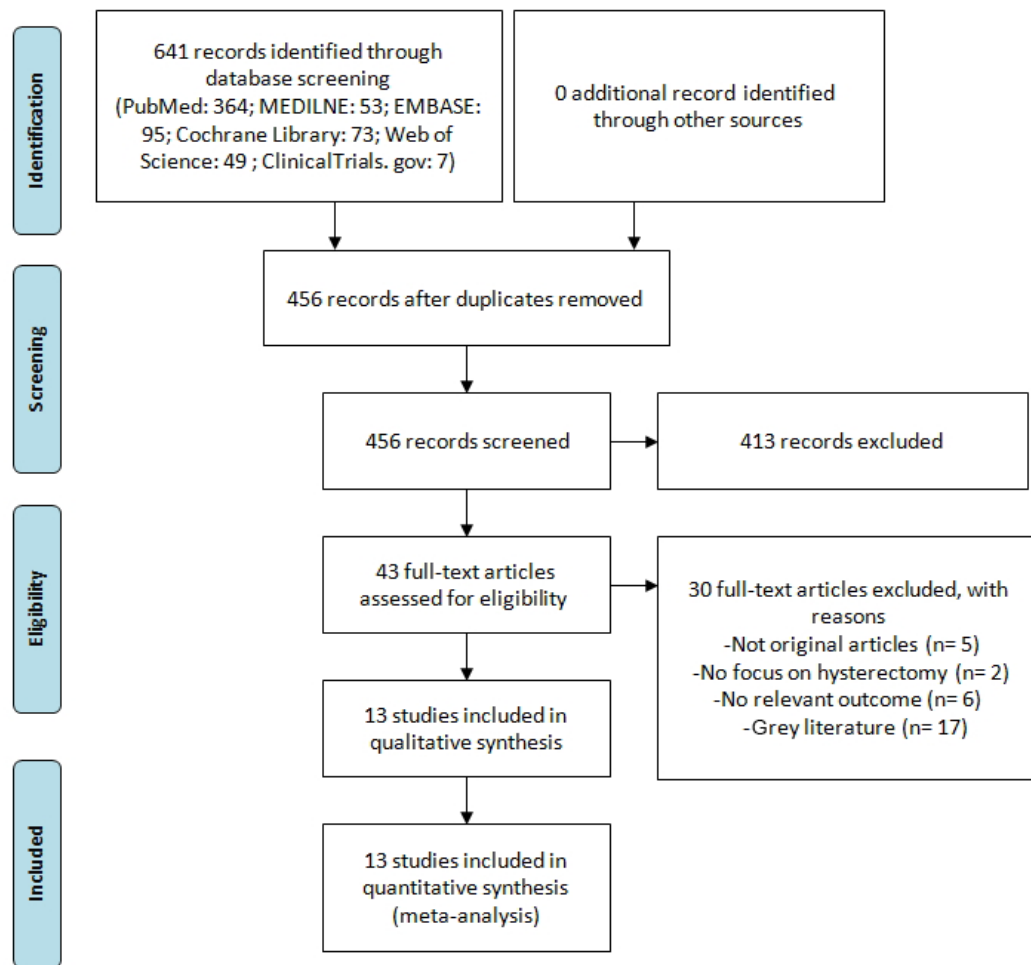 Identification
641 records identified through
database screening
(PubMed: 364; MEDILNE: 53; EMBASE:
95; Cochrane Library: 73; Web of
Science: 49 ; ClinicalTrials. gov: 7)
0 additional record identified
through other sources
Screening
456 records after duplicates removed
456 records screened
413 records excluded
Eligibility
43 full-text articles
assessed for eligibility
30 full-text articles excluded, with
reasons
-Not original articles (n= 5)
-No focus on hysterectomy (n= 2)
-No relevant outcome (n= 6)
-Grey literature (n= 17)
13 studies included in
qualitative synthesis
Included
13 studies included in
quantitative synthesis
(meta-analysis)